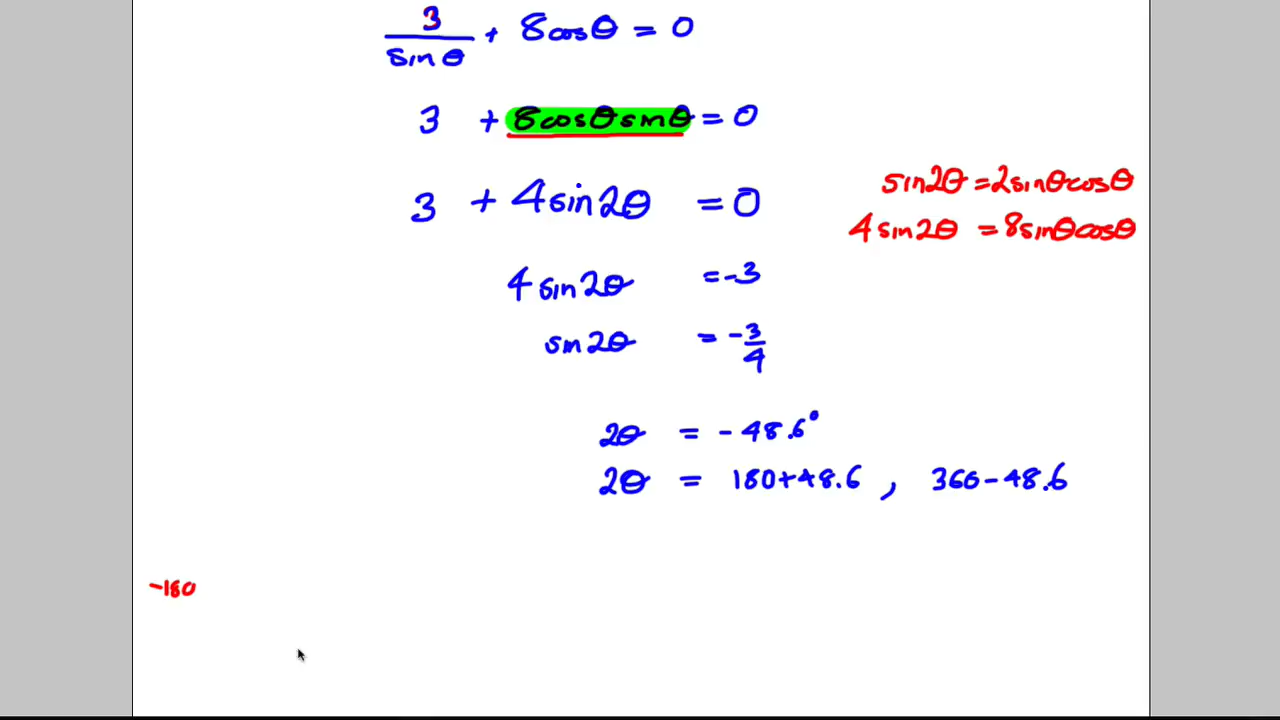 3/sinθ + 8cosθ = 0
3 + 8cosθsinθ = 0
sin2θ = 2sinθcosθ
3 + 4sin2θ = 0
4sin2θ = 8sinθcosθ
4sin2θ = -3
sin2θ = -3/4
2θ = -48.6°
2θ = 180+48.6 , 360-48.6
-180